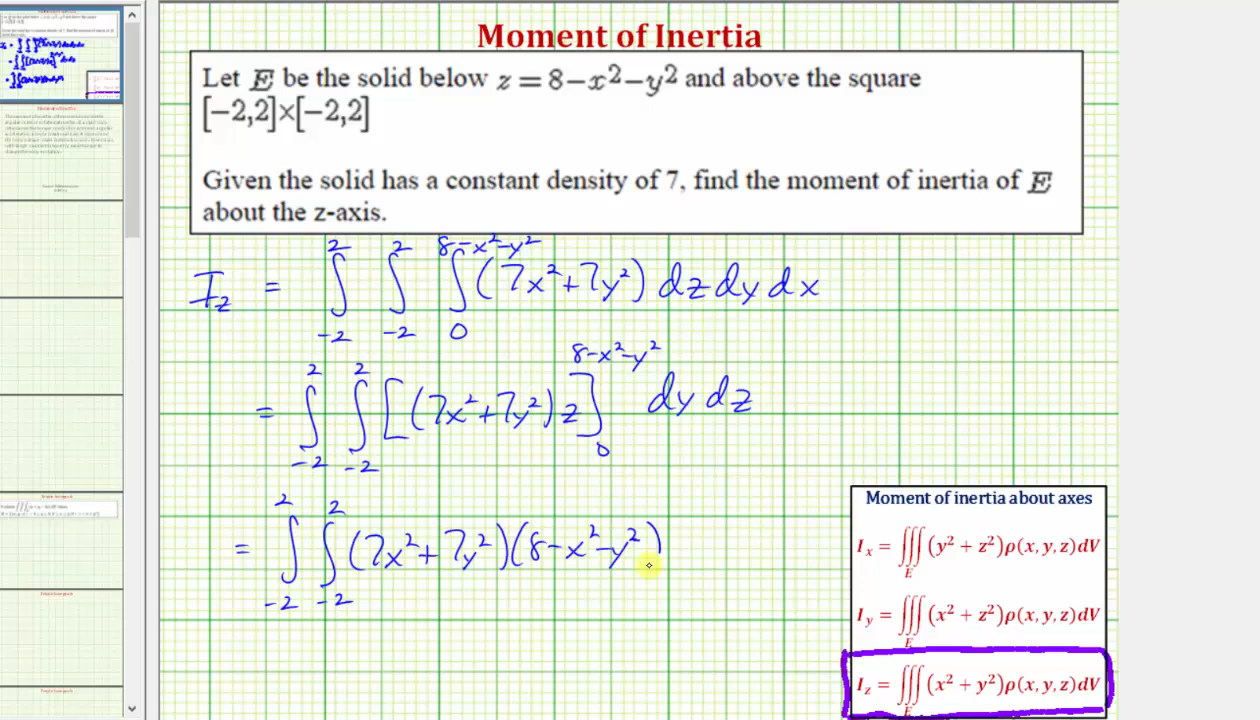 Moment of Inertia
Let E be the solid below z = 8−x²−y² and above the square
[−2,2]×[−2,2]
Given the solid has a constant density of 7, find the moment of inertia of E
about the z-axis.
I_z = ∫_{-2}^{2} ∫_{-2}^{2} ∫_{0}^{8-x²-y²} (7x²+7y²) dz dy dx
= ∫_{-2}^{2} ∫_{-2}^{2} [(7x²+7y²) z]_{0}^{8-x²-y²} dy dz
= ∫_{-2}^{2} ∫_{-2}^{2} (7x²+7y²)(8-x²-y²)
Moment of inertia about axes
I_x = ∭_E (y² + z²)ρ(x, y, z)dV
I_y = ∭_E (x² + z²)ρ(x, y, z)dV
I_z = ∭_E (x² + y²)ρ(x, y, z)dV